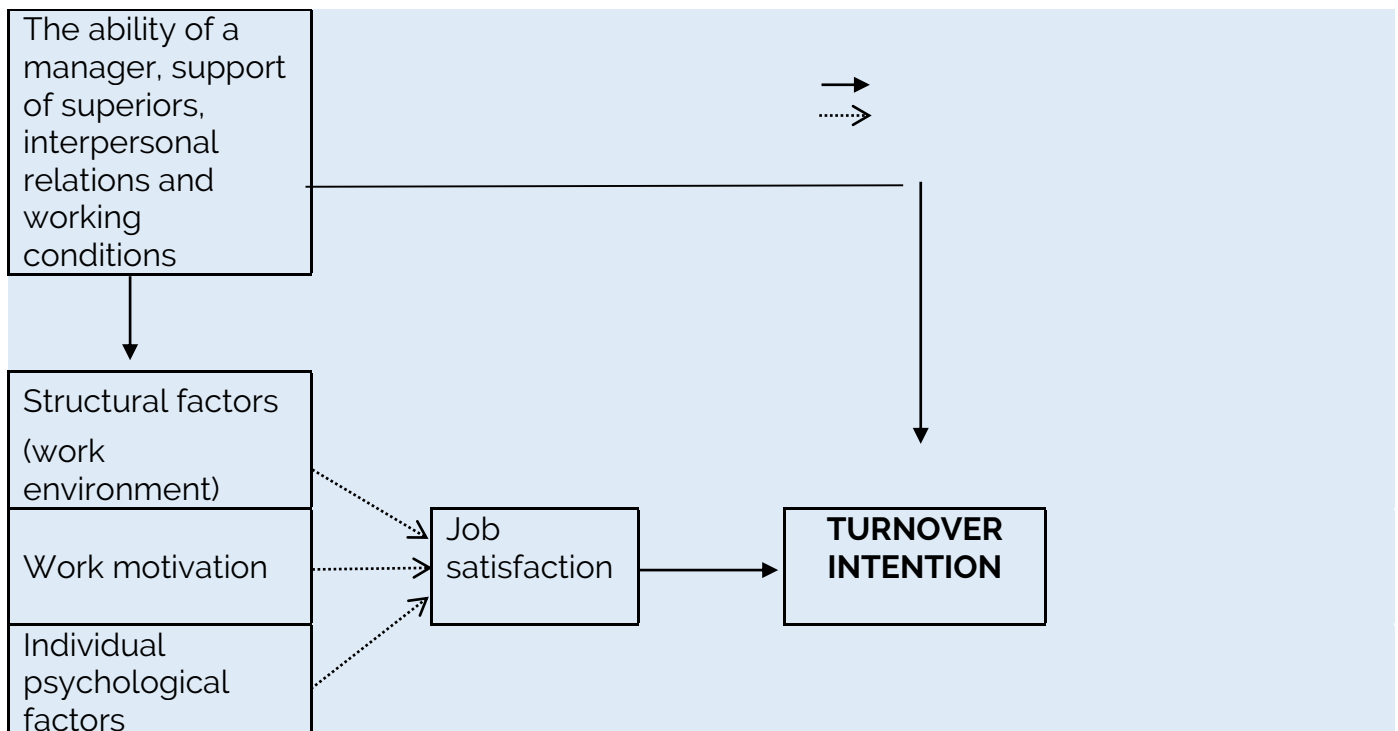 The ability of a
manager, support
of superiors,
interpersonal
relations and
working
conditions
Structural factors
(work
environment)
Work motivation
Individual
psychological
factors
Job
satisfaction
TURNOVER
INTENTION